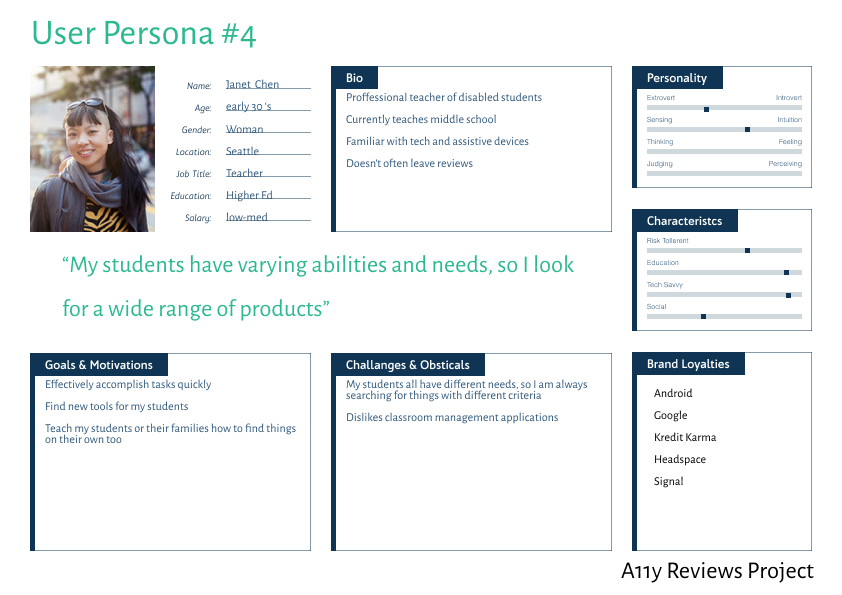 User Persona #4
Name: Janet Chen
Age: early 30 's
Gender: Woman
Location: Seattle
Job Title: Teacher
Education: Higher Ed
Salary: low-med
Bio
Proffessional teacher of disabled students
Currently teaches middle school
Familiar with tech and assistive devices
Doesn't often leave reviews
Personality
Extrovert Introvert
Sensing Intuition
Thinking Feeling
Judging Perceiving
Characteristcs
Risk Tollerent
Education
Tech Savvy
Social
“My students have varying abilities and needs, so I look
for a wide range of products”
Goals & Motivations
Effectively accomplish tasks quickly
Find new tools for my students
Teach my students or their families how to find things
on their own too
Challanges & Obsticals
My students all have different needs, so I am always
searching for things with different criteria
Dislikes classroom management applications
Brand Loyalties
Android
Google
Kredit Karma
Headspace
Signal
A11y Reviews Project